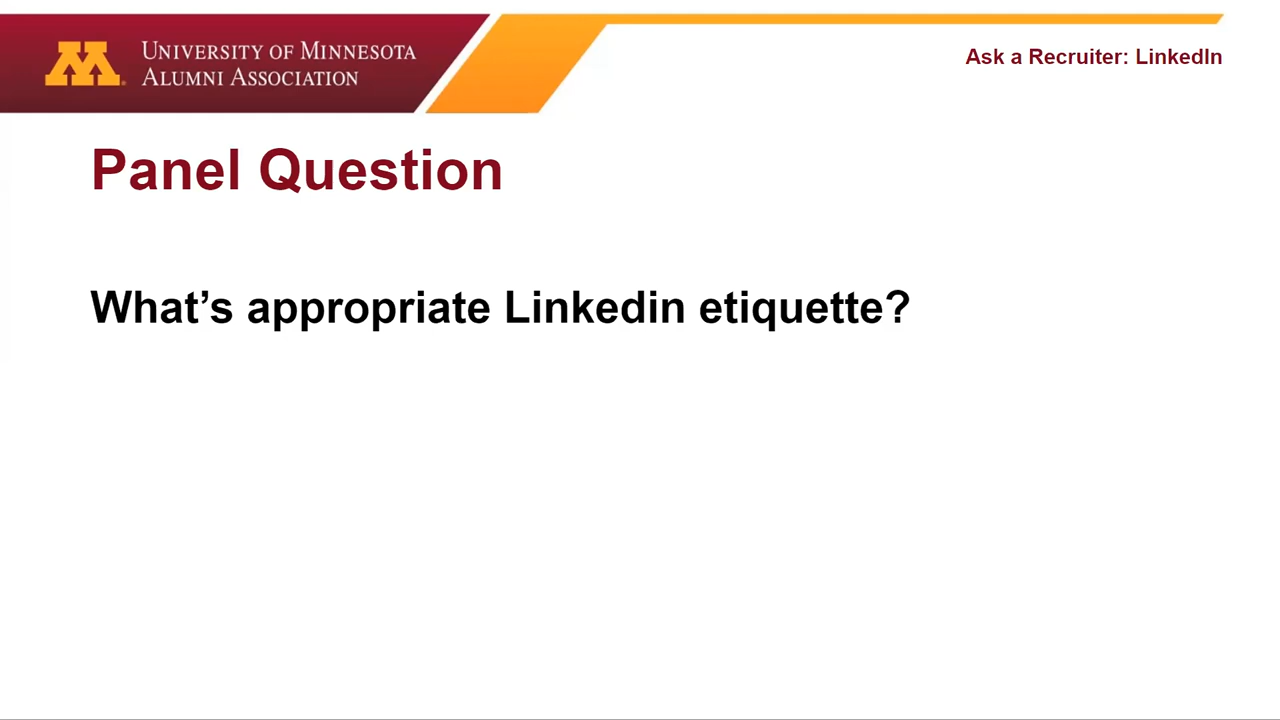 M
UNIVERSITY OF MINNESOTA
ALUMNI ASSOCIATION
Ask a Recruiter: LinkedIn
Panel Question
What’s appropriate Linkedin etiquette?